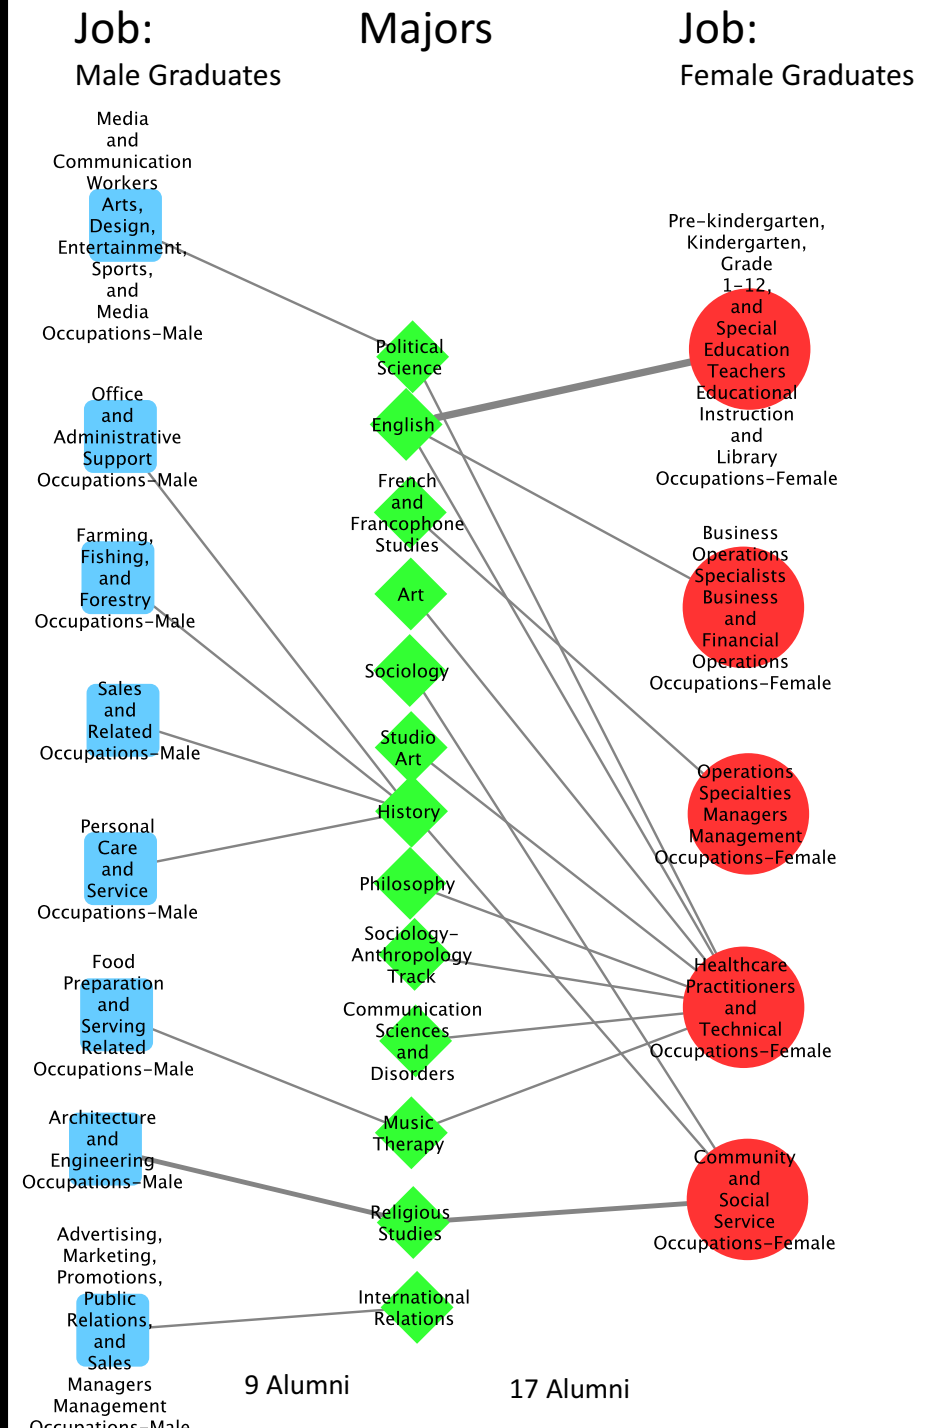 Job:
Male Graduates
Majors
Job:
Female Graduates
Media
and
Communication
Workers
Arts,
Design,
Entertainment,
Sports,
and
Media
Occupations-Male
Office
and
Administrative
Support
Occupations-Male
Farming,
Fishing,
and
Forestry
Occupations-Male
Sales
and
Related
Occupations-Male
Personal
Care
and
Service
Occupations-Male
Food
Preparation
and
Serving
Related
Occupations-Male
Architecture
and
Engineering
Occupations-Male
Advertising,
Marketing,
Promotions,
Public
Relations,
and
Sales
Managers
Management
Occupations-Male
Political
Science
English
French
and
Francophone
Studies
Art
Sociology
Studio
Art
History
Philosophy
Sociology-
Anthropology
Track
Communication
Sciences
and
Disorders
Music
Therapy
Religious
Studies
International
Relations
Pre-kindergarten,
Kindergarten,
Grade
1-12,
and
Special
Education
Teachers
Educational
Instruction
and
Library
Occupations-Female
Business
Operations
Specialists
Business
and
Financial
Operations
Occupations-Female
Operations
Specialties
Managers
Management
Occupations-Female
Healthcare
Practitioners
and
Technical
Occupations-Female
Community
and
Social
Service
Occupations-Female
9 Alumni
17 Alumni